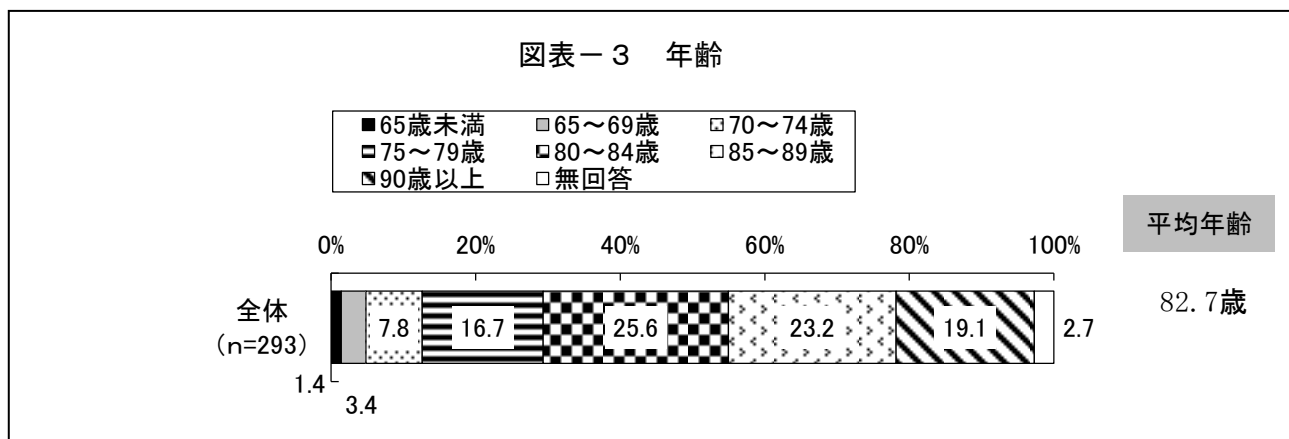 図表－３　年齢
65歳未満 65～69歳 70～74歳
75～79歳 80～84歳 85～89歳
90歳以上 無回答
平均年齢
0% 20% 40% 60% 80% 100%
82.7歳
全体
（ｎ=293）
7.8 16.7 25.6 23.2 19.1 2.7
1.4
3.4